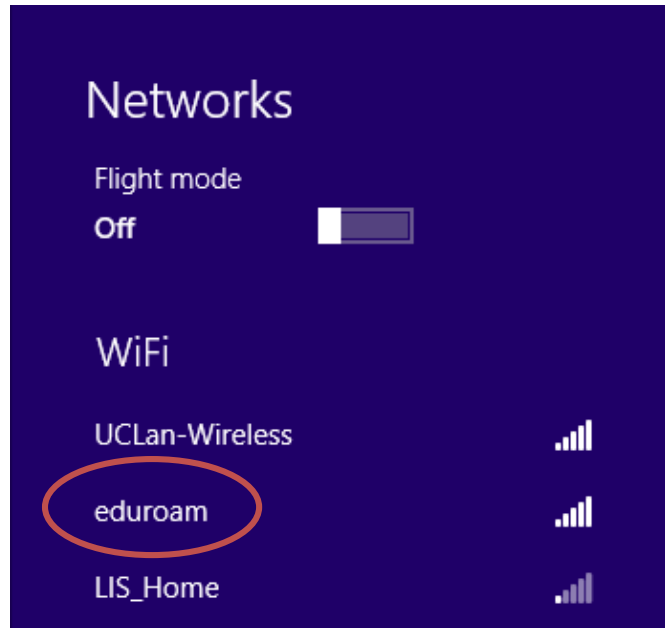 Networks
Flight mode
Off
WiFi
UCLan-Wireless
eduroam
LIS_Home